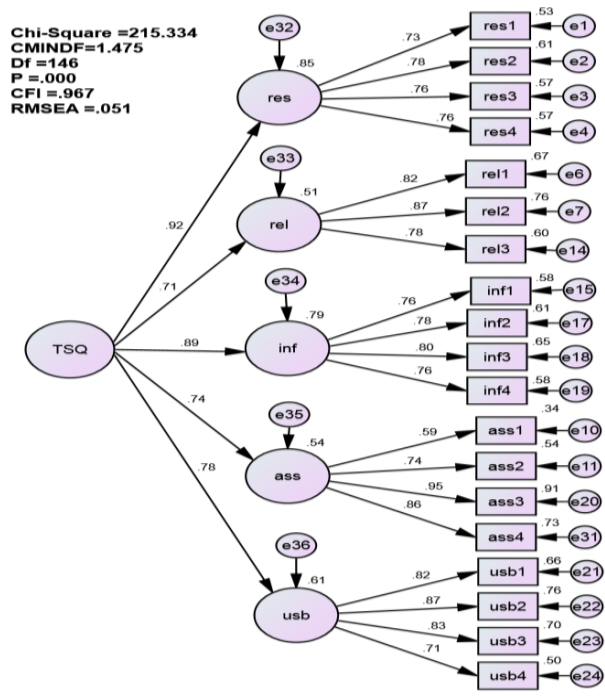 Chi-Square =215.334
CMINDF=1.475
Df =146
P =.000
CFI =.967
RMSEA =.051
e32
.85
res
.73
.78
.76
.76
res1
.53
e1
res2
.61
e2
res3
.57
e3
res4
.57
e4
e33
.51
rel
.82
.87
.78
rel1
.67
e6
rel2
.76
e7
rel3
.60
e14
TSQ
.92
.71
.89
.74
.78
e34
.79
inf
.76
.78
.80
.76
inf1
.58
e15
inf2
.61
e17
inf3
.65
e18
inf4
.58
e19
e35
.54
ass
.59
.74
.95
.86
ass1
.34
e10
ass2
.54
e11
ass3
.91
e20
ass4
.73
e31
e36
.61
usb
.82
.87
.83
.71
usb1
.66
e21
usb2
.76
e22
usb3
.70
e23
usb4
.50
e24